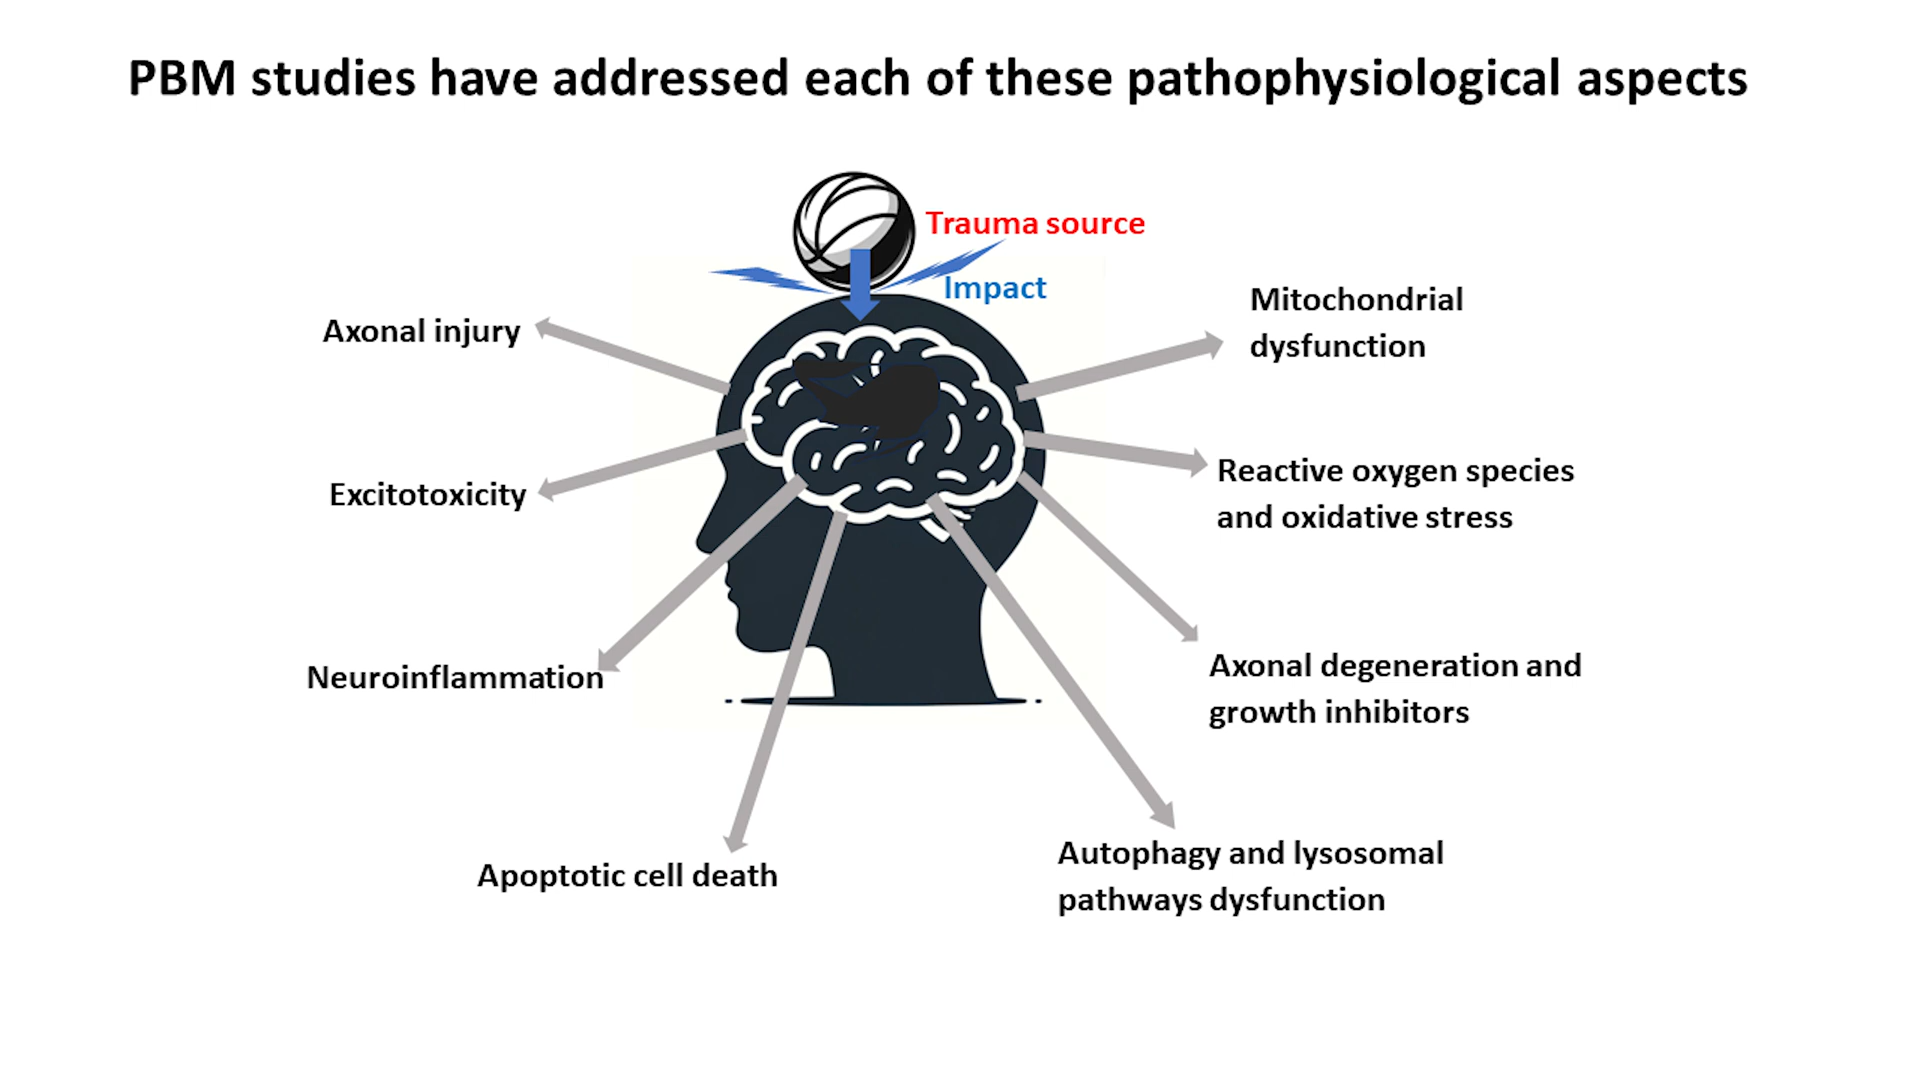 PBM studies have addressed each of these pathophysiological aspects
Trauma source
Impact
Axonal injury
Excitotoxicity
Neuroinflammation
Apoptotic cell death
Mitochondrial
dysfunction
Reactive oxygen species
and oxidative stress
Axonal degeneration and
growth inhibitors
Autophagy and lysosomal
pathways dysfunction